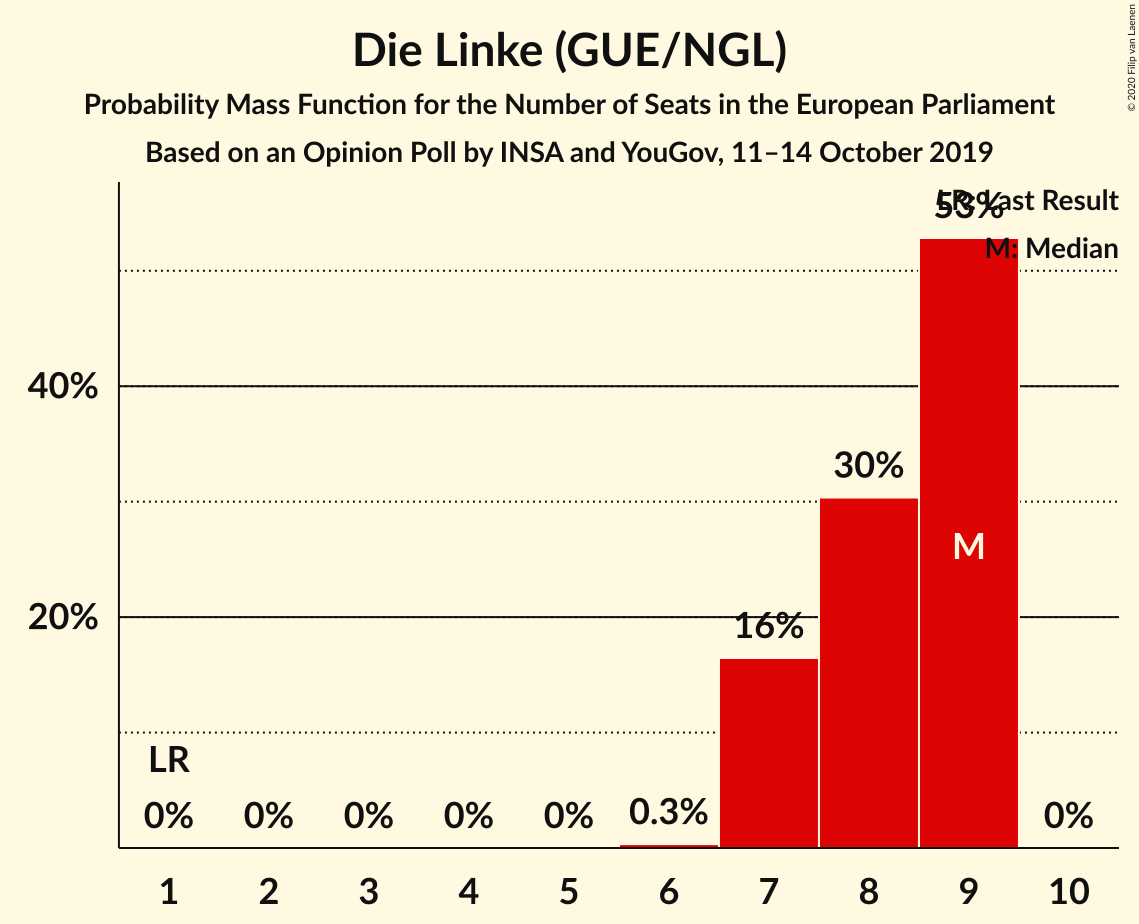 Die Linke (GUE/NGL)
Probability Mass Function for the Number of Seats in the European Parliament
Based on an Opinion Poll by INSA and YouGov, 11–14 October 2019
© 2020 Filip van Laenen
LR: Last Result
M: Median
53%
40%
30%
M
20%
16%
LR
0% 0% 0% 0% 0% 0.3% 0%
1 2 3 4 5 6 7 8 9 10